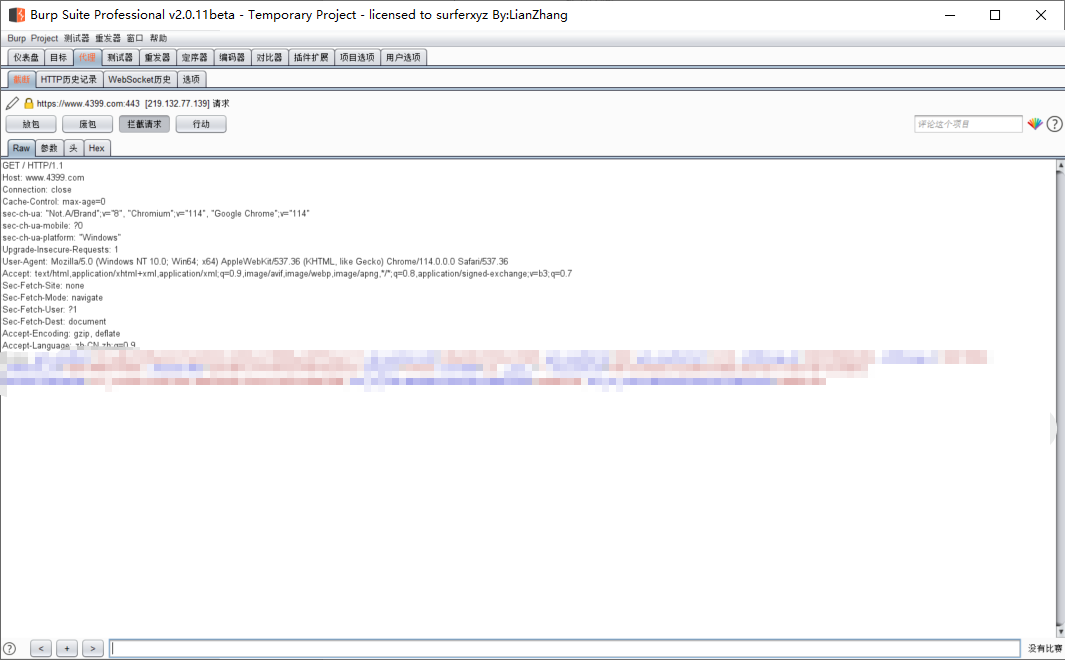 Burp Suite Professional v2.0.11beta - Temporary Project - licensed to surferxyz By:LianZhang
Burp Project 测试器 重发器 窗口 帮助
仪表盘 目标 代理 测试器 重发器 定序器 编码器 对比器 插件扩展 项目选项 用户选项
截断 HTTP历史记录 WebSocket历史 选项
https://www.4399.com:443 [219.132.77.139] 请求
放包 废包 拦截请求 行动 评论这个项目 ?
Raw 参数 头 Hex
GET / HTTP/1.1
Host: www.4399.com
Connection: close
Cache-Control: max-age=0
sec-ch-ua: "Not.A/Brand";v="8", "Chromium";v="114", "Google Chrome";v="114"
sec-ch-ua-mobile: ?0
sec-ch-ua-platform: "Windows"
Upgrade-Insecure-Requests: 1
User-Agent: Mozilla/5.0 (Windows NT 10.0; Win64; x64) AppleWebKit/537.36 (KHTML, like Gecko) Chrome/114.0.0.0 Safari/537.36
Accept: text/html,application/xhtml+xml,application/xml;q=0.9,image/avif,image/webp,image/apng,*/*;q=0.8,application/signed-exchange;v=b3;q=0.7
Sec-Fetch-Site: none
Sec-Fetch-Mode: navigate
Sec-Fetch-User: ?1
Sec-Fetch-Dest: document
Accept-Encoding: gzip, deflate
Accept-Language: zh-CN,zh;q=0.9
? < + > 没有比赛